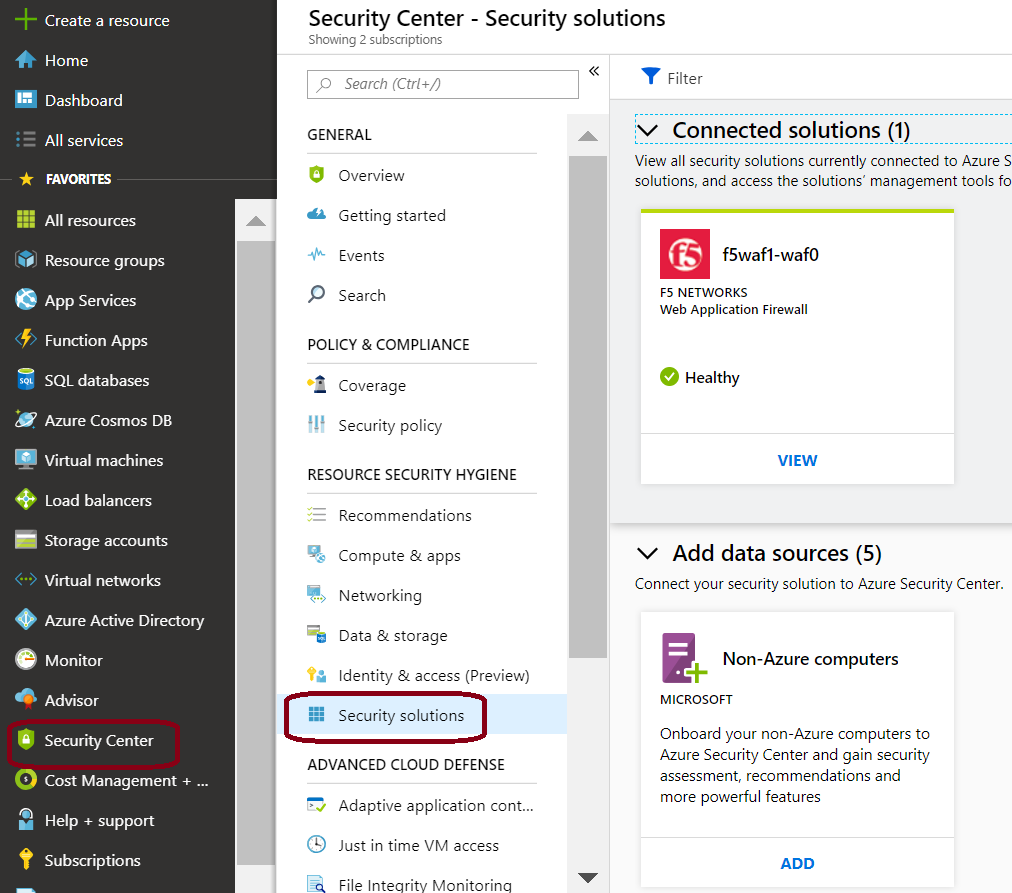 Create a resource
Home
Dashboard
All services
FAVORITES
All resources
Resource groups
App Services
Function Apps
SQL databases
Azure Cosmos DB
Virtual machines
Load balancers
Storage accounts
Virtual networks
Azure Active Directory
Monitor
Advisor
Security Center
Cost Management + ...
Help + support
Subscriptions
Security Center - Security solutions
Showing 2 subscriptions
Search (Ctrl+/)
GENERAL
Overview
Getting started
Events
Search
POLICY & COMPLIANCE
Coverage
Security policy
RESOURCE SECURITY HYGIENE
Recommendations
Compute & apps
Networking
Data & storage
Identity & access (Preview)
Security solutions
ADVANCED CLOUD DEFENSE
Adaptive application cont...
Just in time VM access
File Integrity Monitoring
Filter
Connected solutions (1)
View all security solutions currently connected to Azure S
solutions, and access the solutions’ management tools fo
f5
f5waf1-waf0
F5 NETWORKS
Web Application Firewall
Healthy
VIEW
Add data sources (5)
Connect your security solution to Azure Security Center.
Non-Azure computers
MICROSOFT
Onboard your non-Azure computers to
Azure Security Center and gain security
assessment, recommendations and
more powerful features
ADD